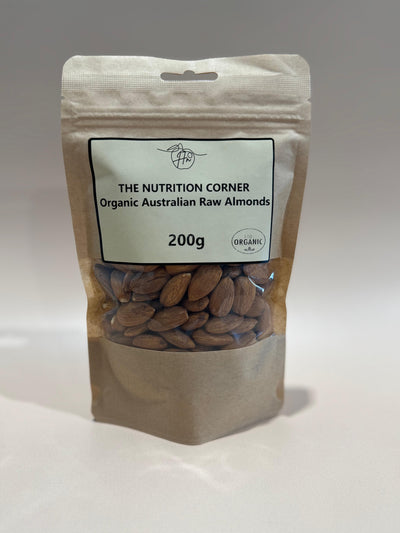 THE NUTRITION CORNER
Organic Australian Raw Almonds
200g
ORGANIC